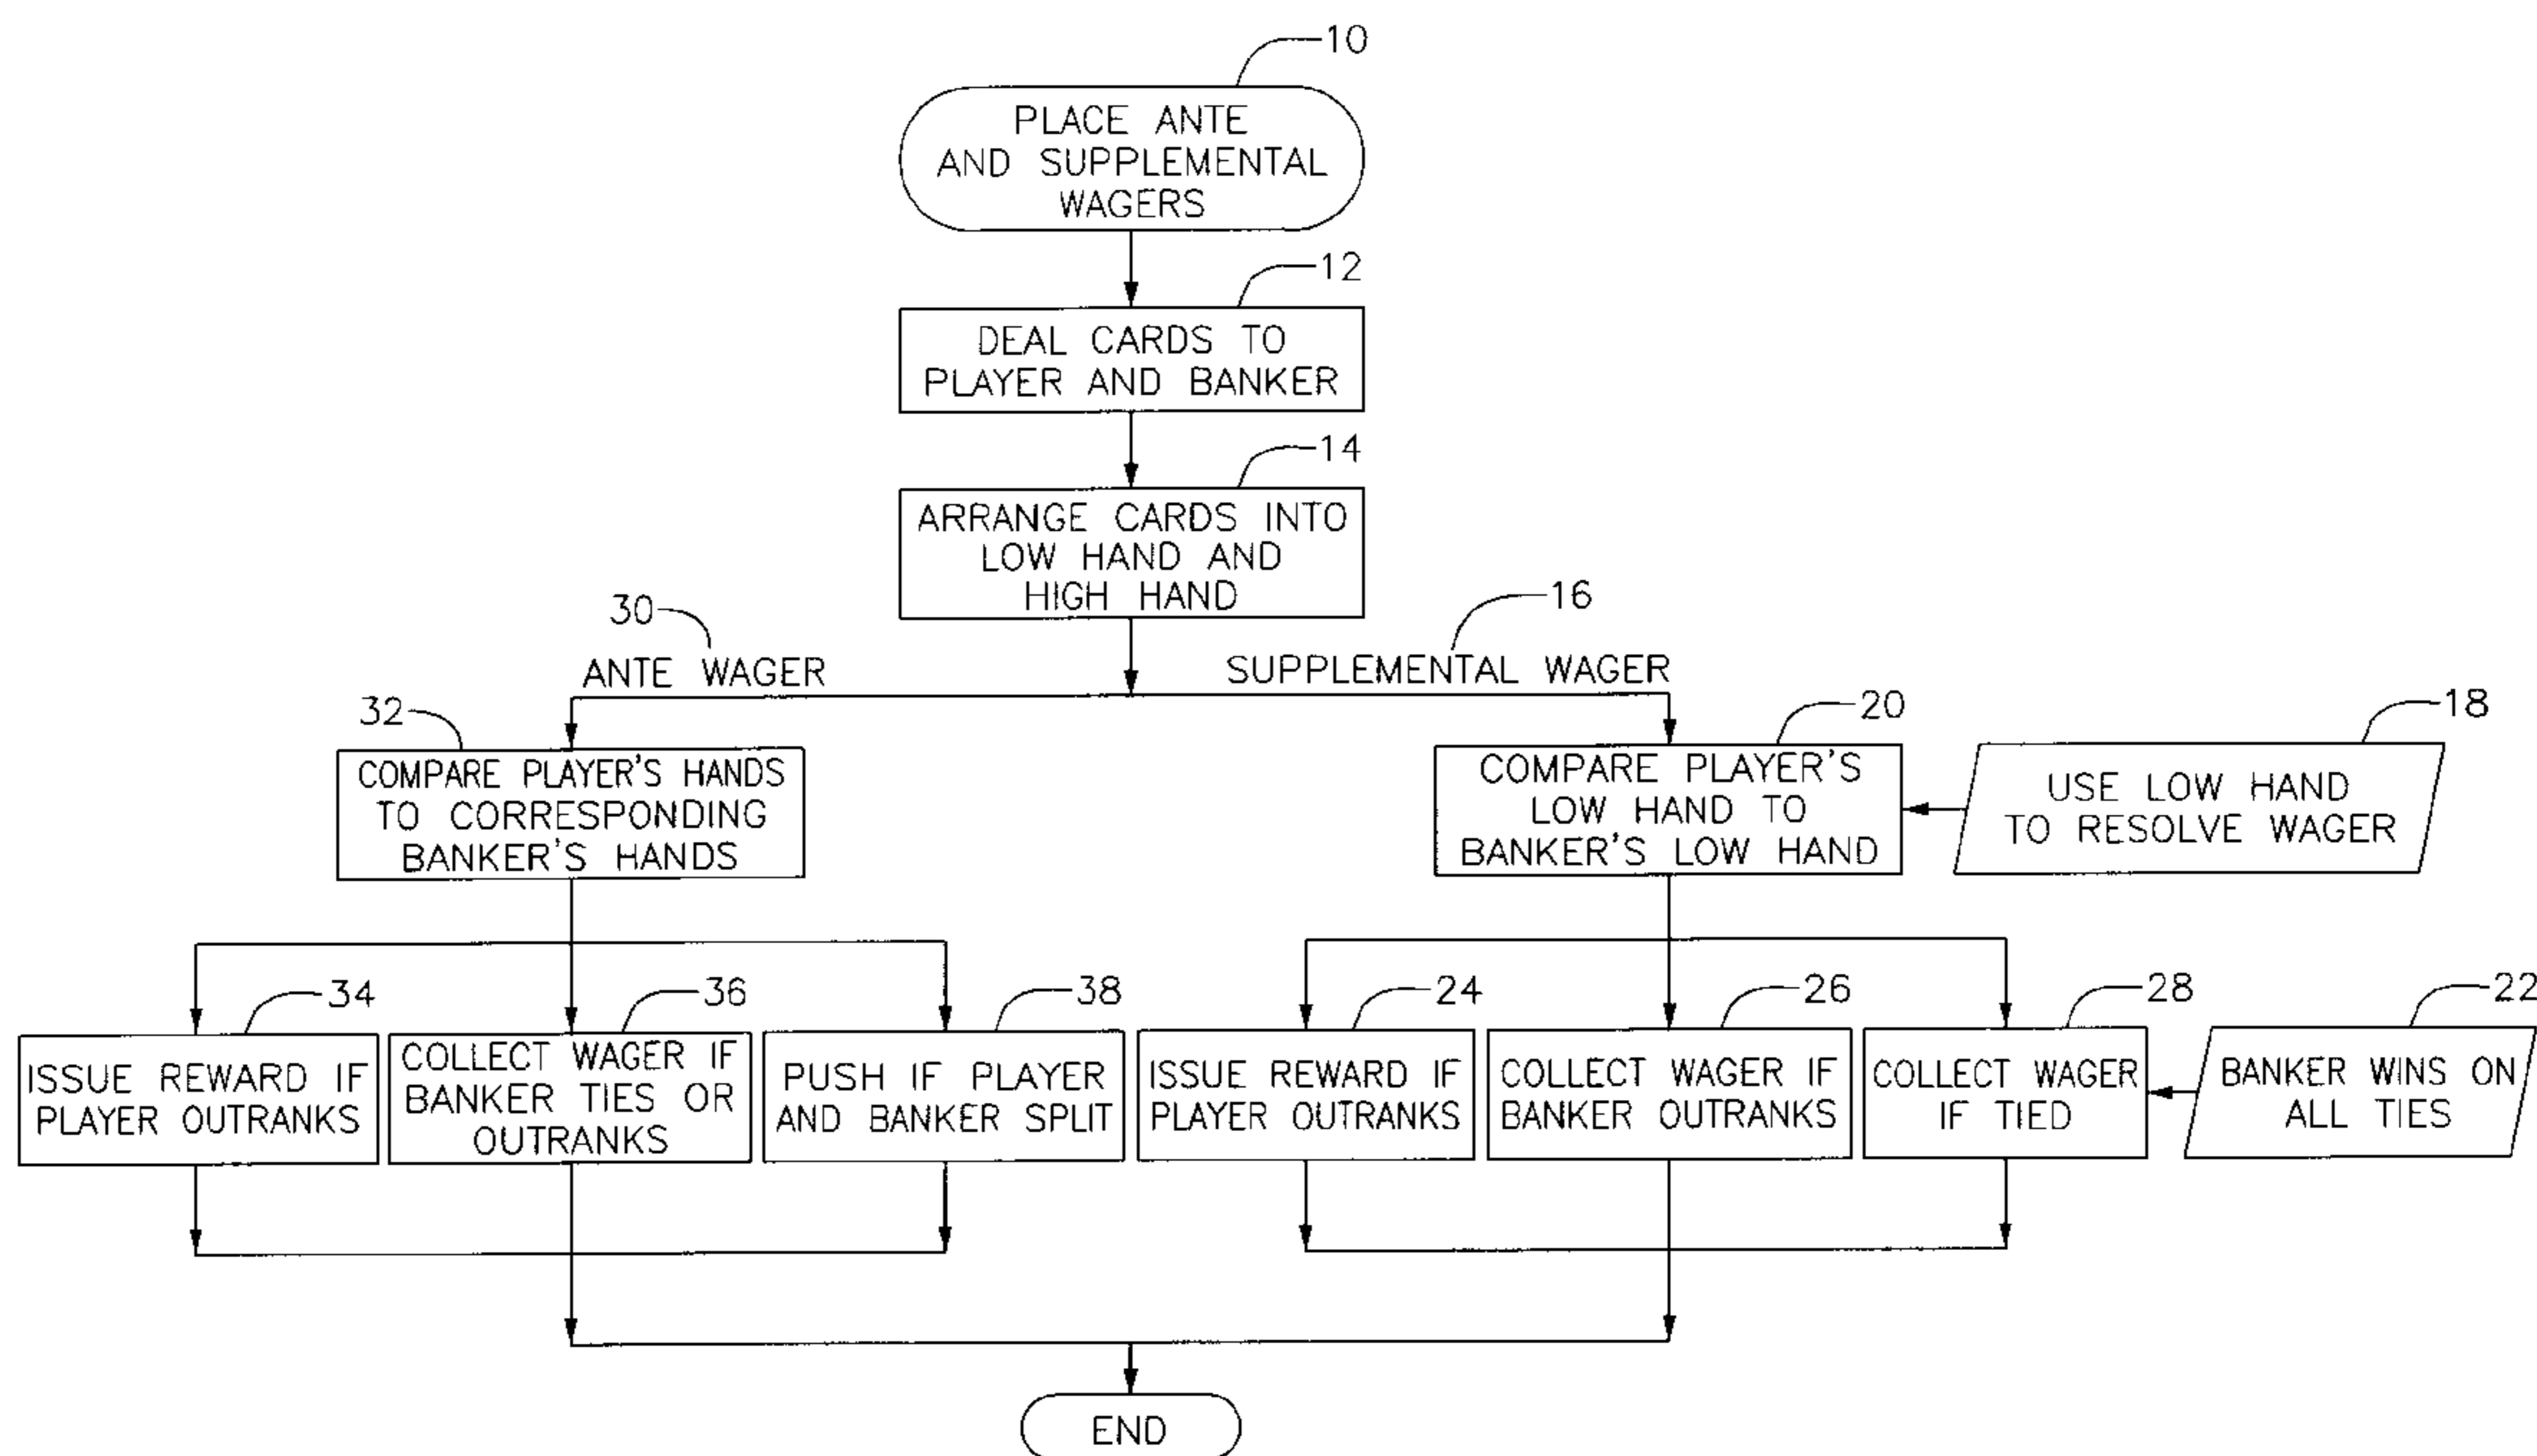 10
PLACE ANTE
AND SUPPLEMENTAL
WAGERS
12
DEAL CARDS TO
PLAYER AND BANKER
14
ARRANGE CARDS INTO
LOW HAND AND
HIGH HAND
30
ANTE WAGER
16
SUPPLEMENTAL WAGER
32
COMPARE PLAYER'S HANDS
TO CORRESPONDING
BANKER'S HANDS
20
COMPARE PLAYER'S
LOW HAND TO
BANKER'S LOW HAND
18
USE LOW HAND
TO RESOLVE WAGER
34
ISSUE REWARD IF
PLAYER OUTRANKS
36
COLLECT WAGER IF
BANKER TIES OR
OUTRANKS
38
PUSH IF PLAYER
AND BANKER SPLIT
24
ISSUE REWARD IF
PLAYER OUTRANKS
26
COLLECT WAGER IF
BANKER OUTRANKS
28
COLLECT WAGER
IF TIED
22
BANKER WINS ON
ALL TIES
END